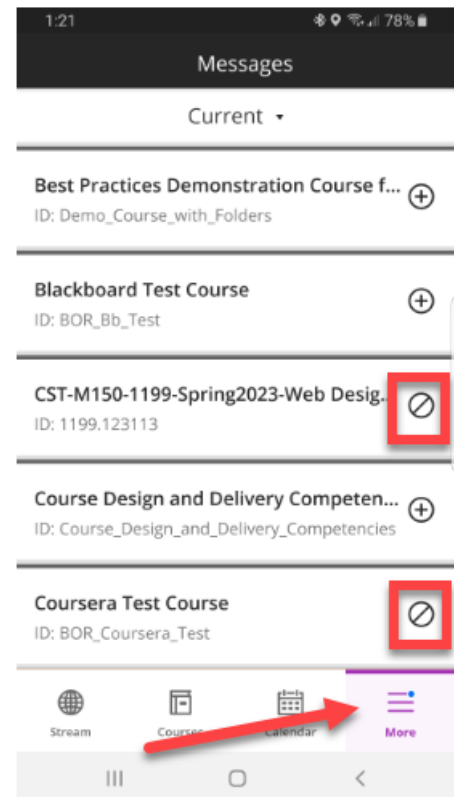 1:21 78%
Messages
Current
Best Practices Demonstration Course f...
ID: Demo_Course_with_Folders
Blackboard Test Course
ID: BOR_Bb_Test
CST-M150-1199-Spring2023-Web Desig..
ID: 1199.123113
Course Design and Delivery Competen...
ID: Course_Design_and_Delivery_Competencies
Coursera Test Course
ID: BOR_Coursera_Test
Stream Courses Calendar More